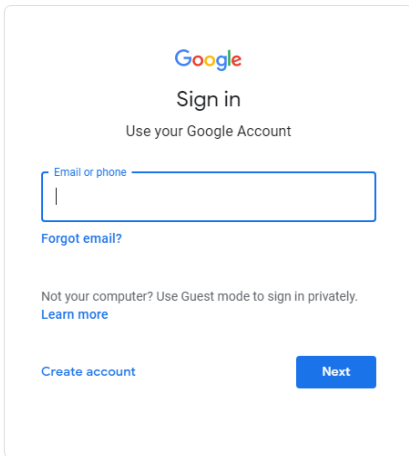 Google
Sign in
Use your Google Account
Email or phone
Forgot email?
Not your computer? Use Guest mode to sign in privately.
Learn more
Create account
Next